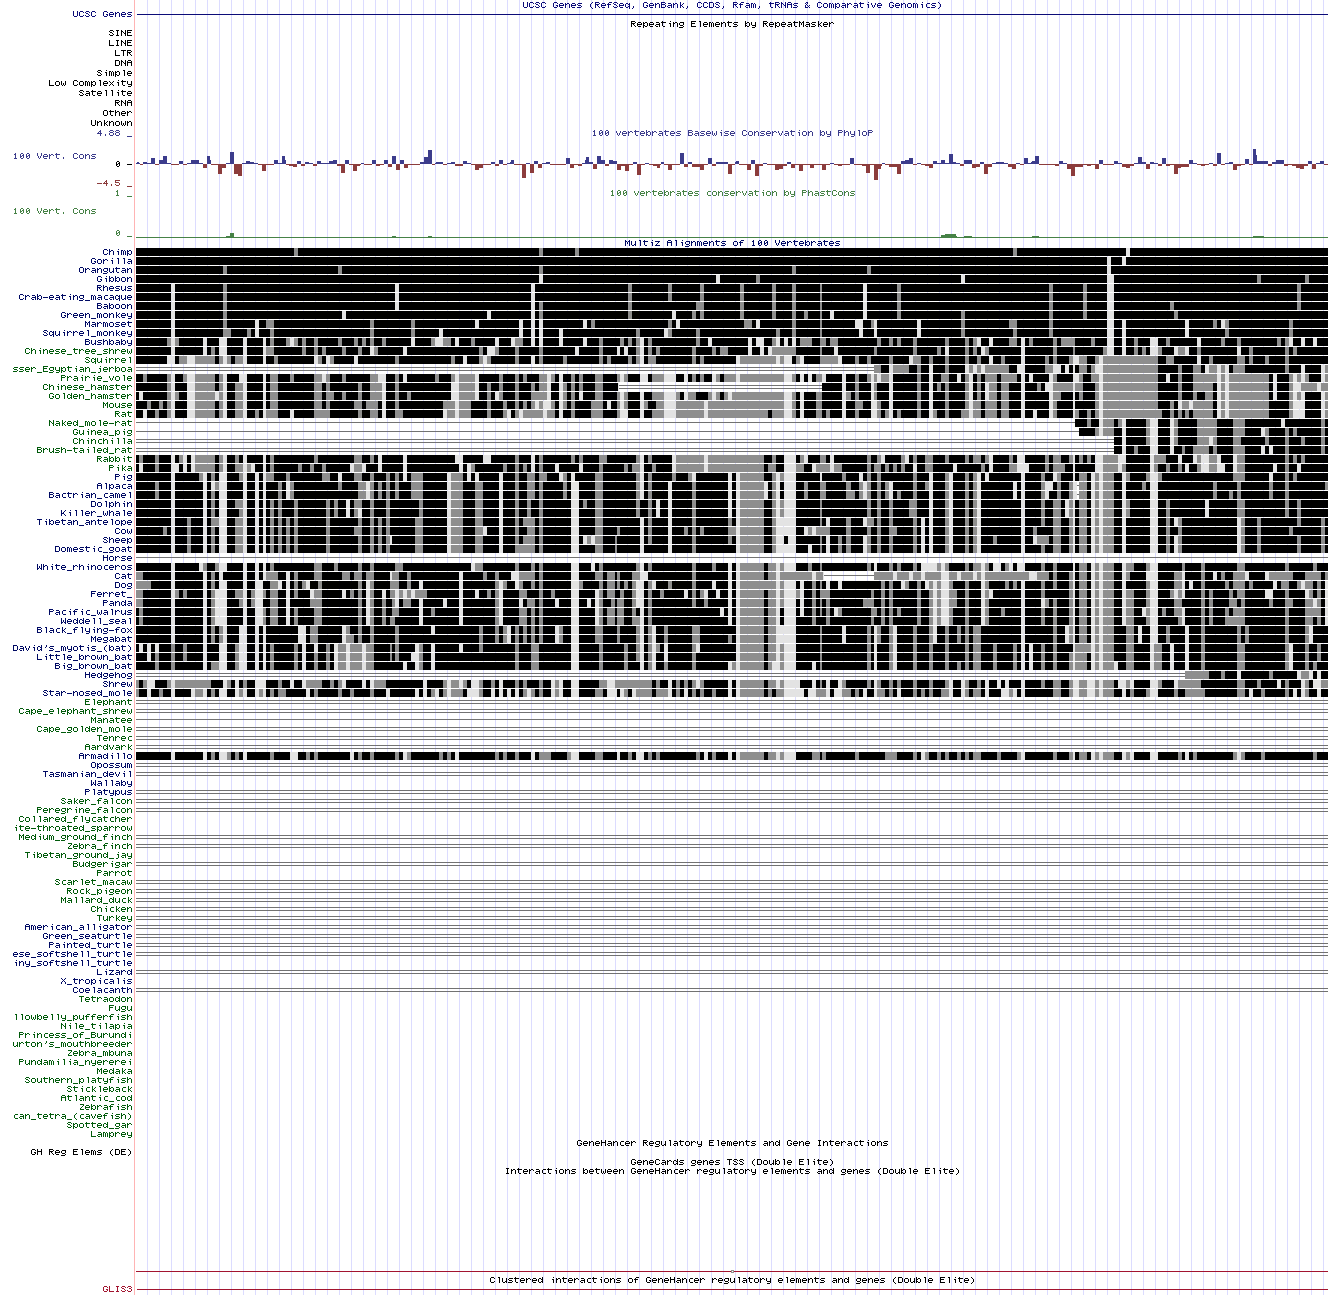 UCSC Genes (RefSeq, GenBank, CCDS, Rfam, tRNAs & Comparative Genomics)
UCSC Genes
Repeating Elements by RepeatMasker
SINE
LINE
LTR
DNA
Simple
Low Complexity
Satellite
RNA
Other
Unknown
4.88 _
100 vertebrates Basewise Conservation by PhyloP
100 Vert. Cons
0 _
-4.5 _
100 vertebrates conservation by PhastCons
1 _
100 Vert. Cons
0 _
Multiz Alignments of 100 Vertebrates
Chimp
Gorilla
Orangutan
Gibbon
Rhesus
Crab-eating_macaque
Baboon
Green_monkey
Marmoset
Squirrel_monkey
Bushbaby
Chinese_tree_shrew
Squirrel
sser_Egyptian_jerboa
Prairie_vole
Chinese_hamster
Golden_hamster
Mouse
Rat
Naked_mole-rat
Guinea_pig
Chinchilla
Brush-tailed_rat
Rabbit
Pika
Pig
Alpaca
Bactrian_camel
Dolphin
Killer_whale
Tibetan_antelope
Cow
Sheep
Domestic_goat
Horse
White_rhinoceros
Cat
Dog
Ferret_
Panda
Pacific_walrus
Weddell_seal
Black_flying-fox
Megabat
David's_myotis_(bat)
Little_brown_bat
Big_brown_bat
Hedgehog
Shrew
Star-nosed_mole
Elephant
Cape_elephant_shrew
Manatee
Cape_golden_mole
Tenrec
Aardvark
Armadillo
Opossum
Tasmanian_devil
Wallaby
Platypus
Saker_falcon
Peregrine_falcon
Collared_flycatcher
ite-throated_sparrow
Medium_ground_finch
Zebra_finch
Tibetan_ground_jay
Budgerigar
Parrot
Scarlet_macaw
Rock_pigeon
Mallard_duck
Chicken
Turkey
American_alligator
Green_seaturtle
Painted_turtle
ese_softshell_turtle
iny_softshell_turtle
Lizard
X_tropicalis
Coelacanth
Tetraodon
Fugu
llowbelly_pufferfish
Nile_tilapia
Princess_of_Burundi
urton's_mouthbreeder
Zebra_mbuna
Pundamilia_nyererei
Medaka
Southern_platyfish
Stickleback
Atlantic_cod
Zebrafish
can_tetra_(cavefish)
Spotted_gar
Lamprey
GeneHancer Regulatory Elements and Gene Interactions
GH Reg Elems (DE)
GeneCards genes TSS (Double Elite)
Interactions between GeneHancer regulatory elements and genes (Double Elite)
Clustered interactions of GeneHancer regulatory elements and genes (Double Elite)
GLIS3